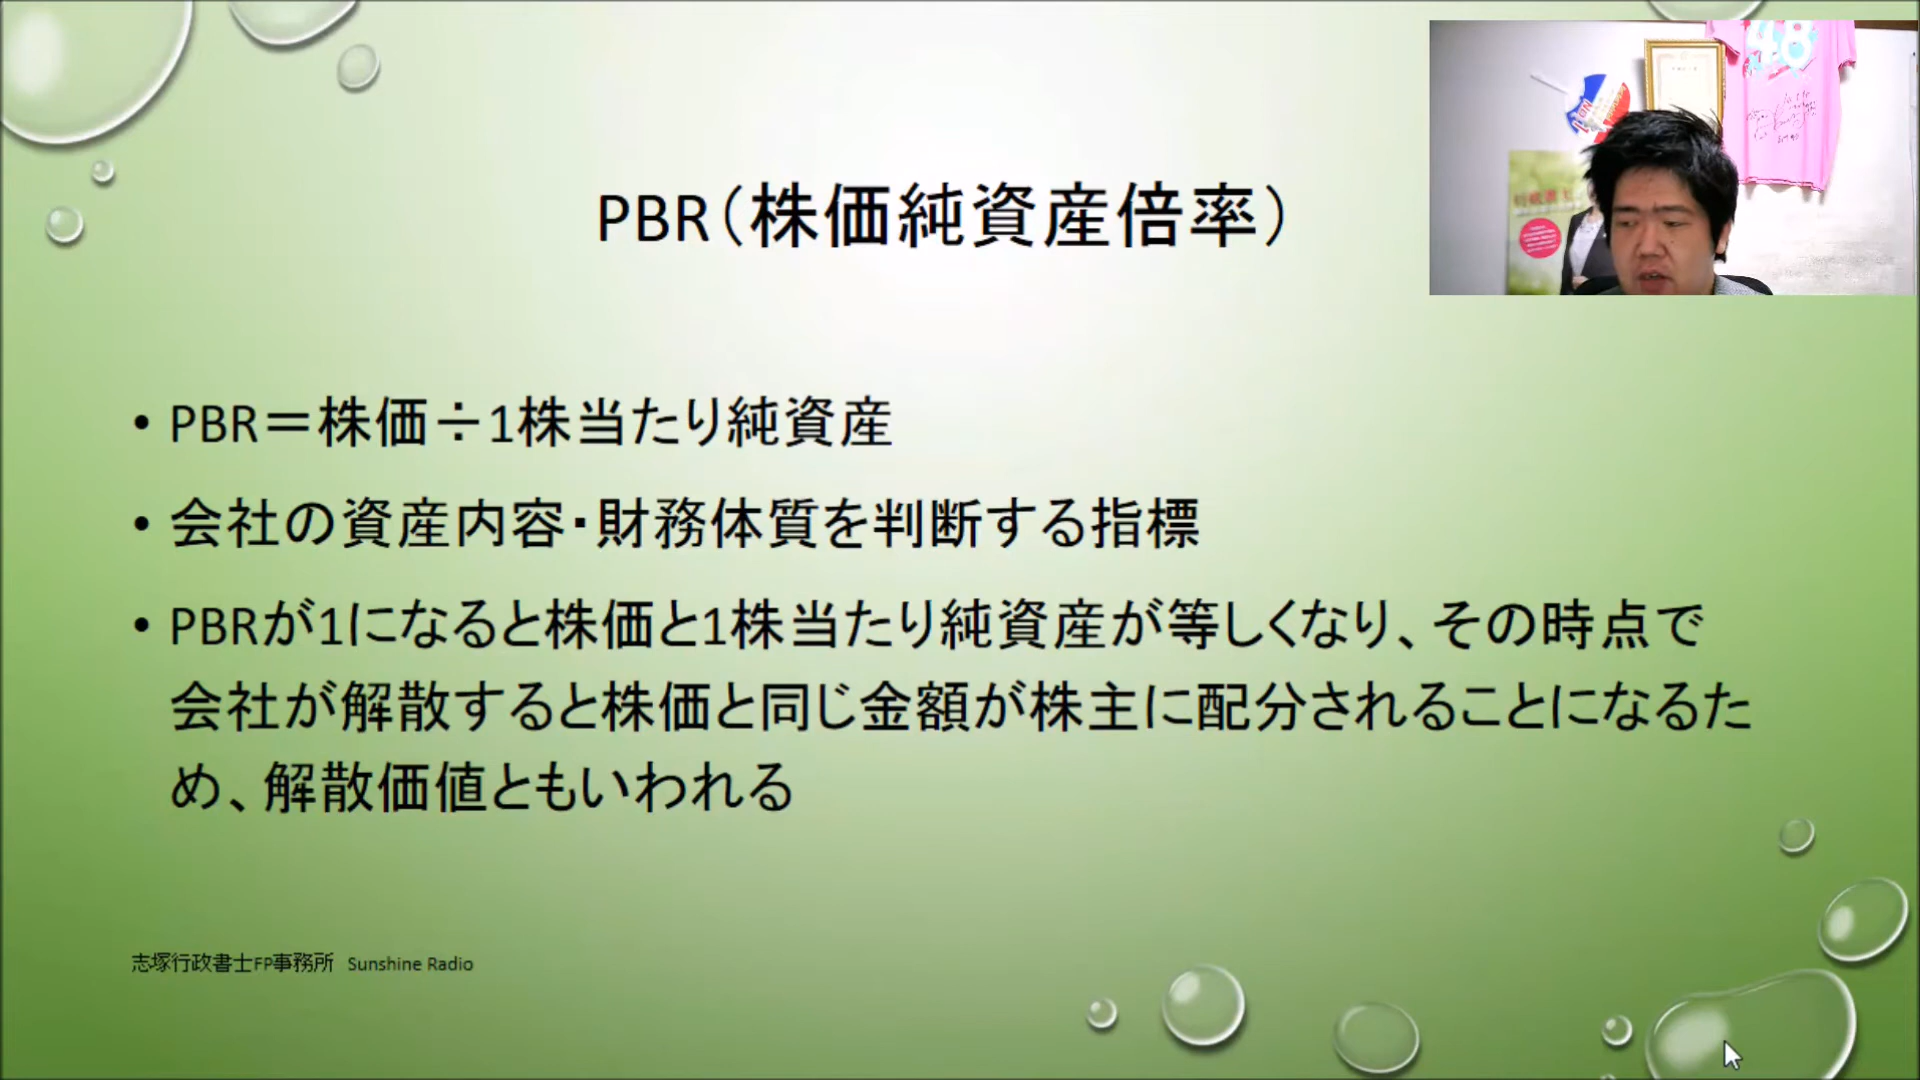 PBR（株価純資産倍率）
• PBR＝株価÷1株当たり純資産
• 会社の資産内容・財務体質を判断する指標
• PBRが1になると株価と1株当たり純資産が等しくなり、その時点で
会社が解散すると株価と同じ金額が株主に配分されることになるた
め、解散価値ともいわれる
志塚行政書士FP事務所 Sunshine Radio
48